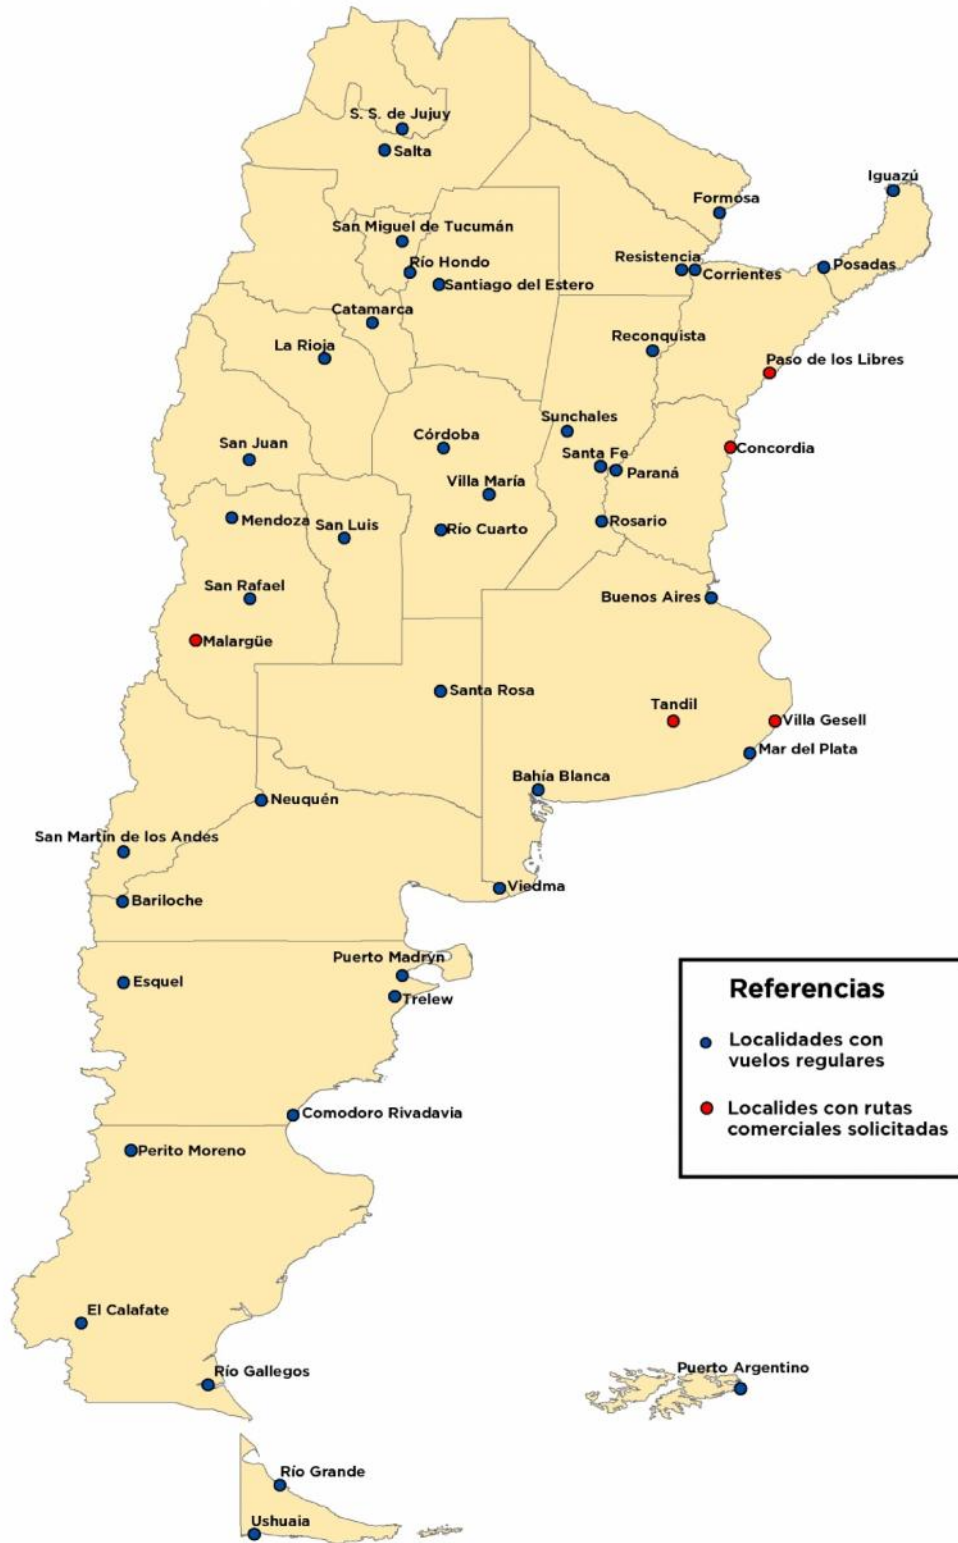 S. S. de Jujuy
Salta
Iguazú
Formosa
San Miguel de Tucumán
Río Hondo
Resistencia
Corrientes
Posadas
Santiago del Estero
Catamarca
La Rioja
Reconquista
Paso de los Libres
Sunchales
Córdoba
San Juan
Concordia
Santa Fe
Paraná
Villa María
Mendoza
San Luis
Río Cuarto
Rosario
San Rafael
Buenos Aires
Malargüe
Santa Rosa
Tandil
Villa Gesell
Mar del Plata
Bahía Blanca
Neuquén
San Martín de los Andes
Viedma
Bariloche
Puerto Madryn
Esquel
Trelew
Referencias
Localidades con
vuelos regulares
Localides con rutas
comerciales solicitadas
Comodoro Rivadavia
Perito Moreno
El Calafate
Río Gallegos
Puerto Argentino
Río Grande
Ushuaia